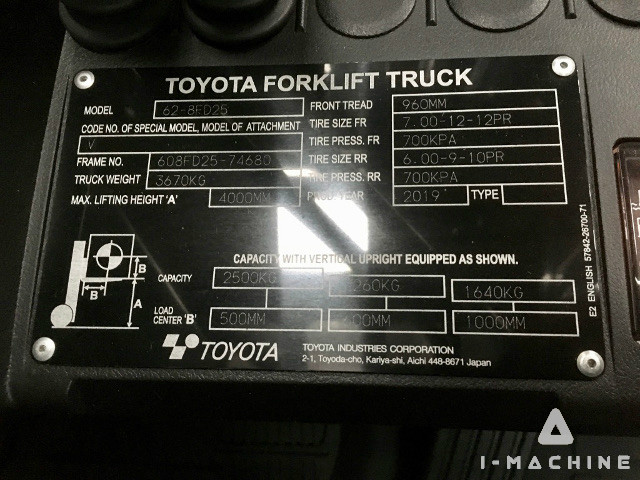 TOYOTA FORKLIFT TRUCK
MODEL 62-8FD25 FRONT TREAD 960MM
CODE NO. OF SPECIAL MODEL, MODEL OF ATTACHMENT TIRE SIZE FR 7.00-12-12PR
V TIRE PRESS. FR 700KPA
FRAME NO. 608FD25-74680 TIRE SIZE RR 6.00-9-10PR
TRUCK WEIGHT 3670KG TIRE PRESS. RR 700KPA
MAX. LIFTING HEIGHT 'A' 4000MM PROD. YEAR 2019 TYPE
CAPACITY WITH VERTICAL UPRIGHT EQUIPPED AS SHOWN.
B
B
A
CAPACITY 2500KG 1640KG
LOAD CENTER 'B' 500MM 600MM 1000MM
TOYOTA
TOYOTA INDUSTRIES CORPORATION
2-1, Toyoda-cho, Kariya-shi, Aichi 448-8671 Japan
E2 ENGLISH 57842-26700-71
I-MACHINE